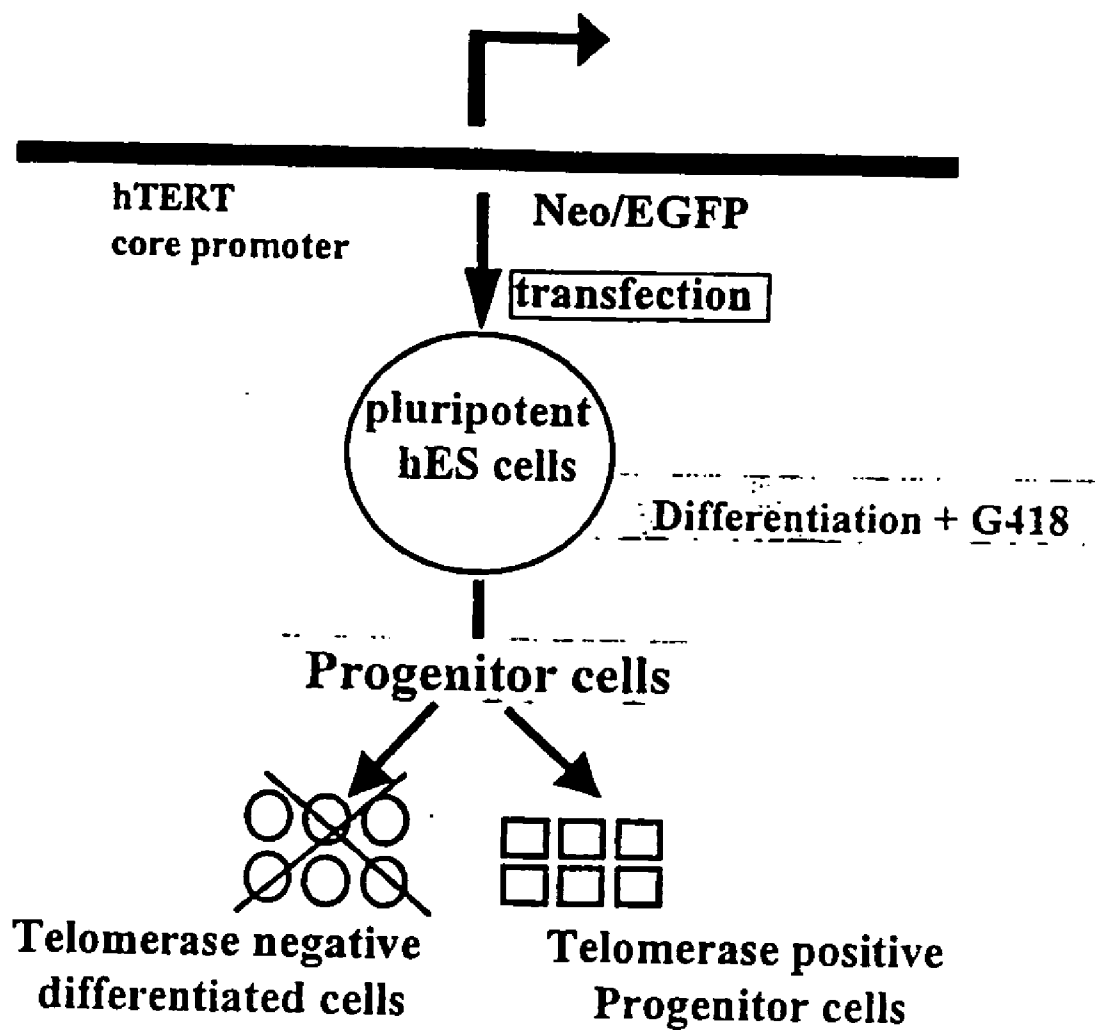 hTERT
core promoter
Neo/EGFP
transfection
pluripotent
hES cells
Differentiation + G418
Progenitor cells
Telomerase negative
differentiated cells
Telomerase positive
Progenitor cells